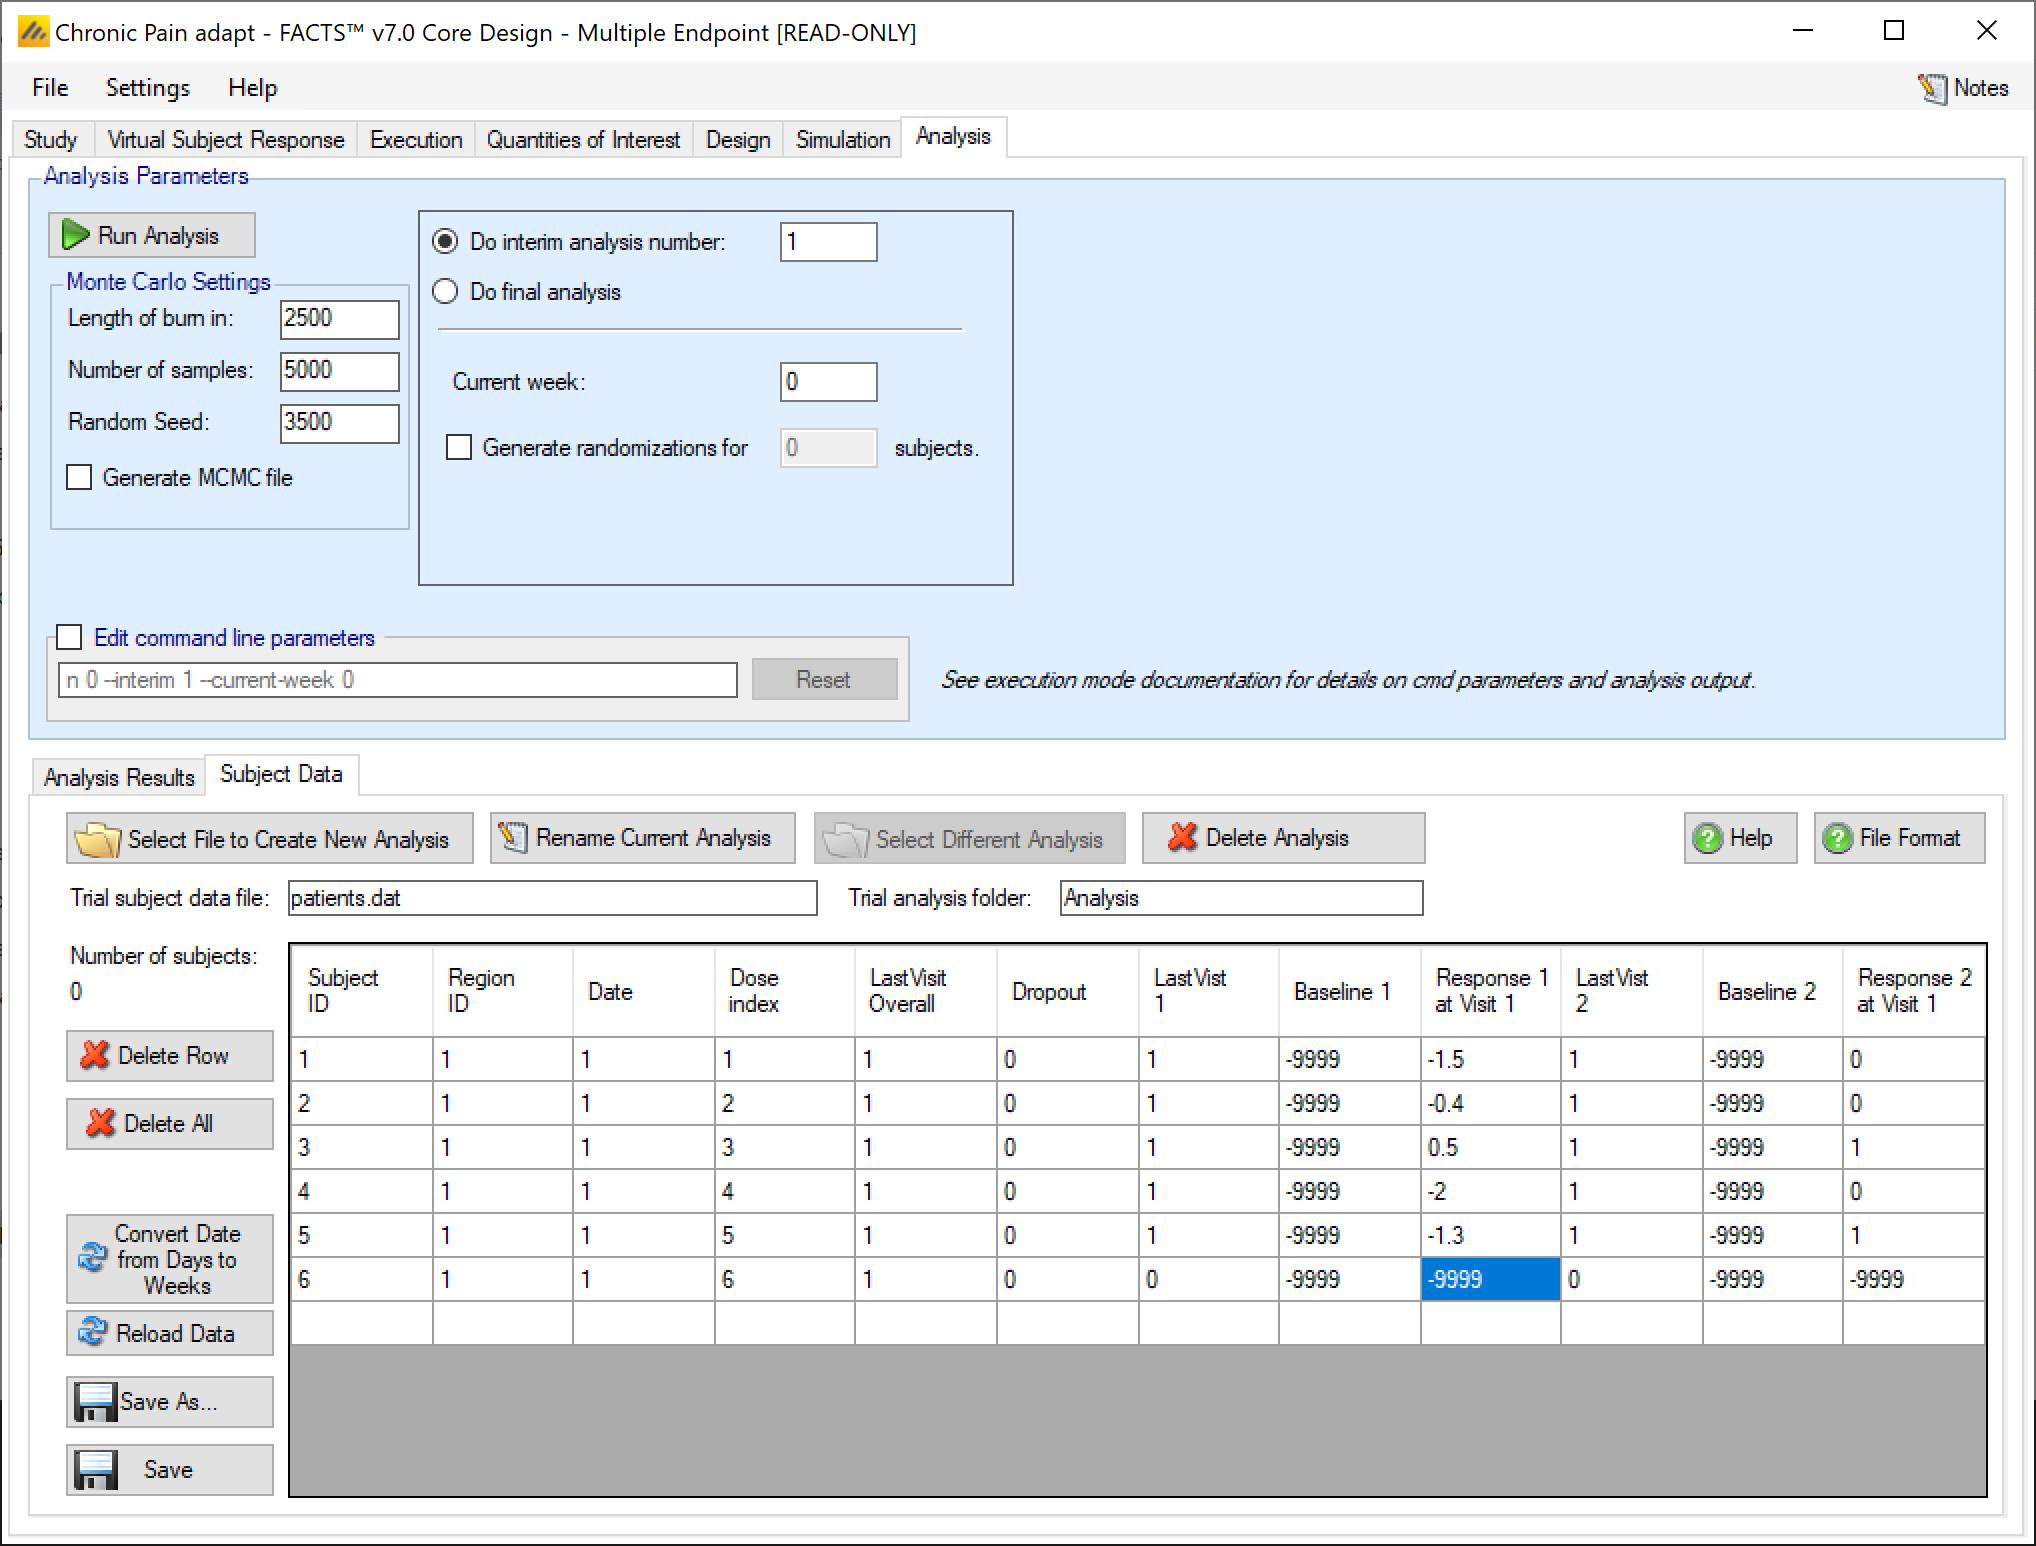 Chronic Pain adapt - FACTS™ v7.0 Core Design - Multiple Endpoint [READ-ONLY]
File Settings Help Notes
Study Virtual Subject Response Execution Quantities of Interest Design Simulation Analysis
Analysis Parameters
Run Analysis
Monte Carlo Settings
Length of burn in: 2500
Number of samples: 5000
Random Seed: 3500
Generate MCMC file
Do interim analysis number: 1
Do final analysis
Current week: 0
Generate randomizations for 0 subjects.
Edit command line parameters
n 0 --interim 1 --current-week 0 Reset See execution mode documentation for details on cmd parameters and analysis output.
Analysis Results Subject Data
Select File to Create New Analysis Rename Current Analysis Select Different Analysis Delete Analysis Help File Format
Trial subject data file: patients.dat Trial analysis folder: Analysis
Number of subjects:
0
Delete Row
Delete All
Convert Date
from Days to
Weeks
Reload Data
Save As...
Save
Subject ID Region ID Date Dose index LastVisit Overall Dropout LastVist 1 Baseline 1 Response 1 at Visit 1 LastVist 2 Baseline 2 Response 2 at Visit 1
1 1 1 1 1 0 1 -9999 -1.5 1 -9999 0
2 1 1 2 1 0 1 -9999 -0.4 1 -9999 0
3 1 1 3 1 0 1 -9999 0.5 1 -9999 1
4 1 1 4 1 0 1 -9999 -2 1 -9999 0
5 1 1 5 1 0 1 -9999 -1.3 1 -9999 1
6 1 1 6 1 0 0 -9999 -9999 0 -9999 -9999